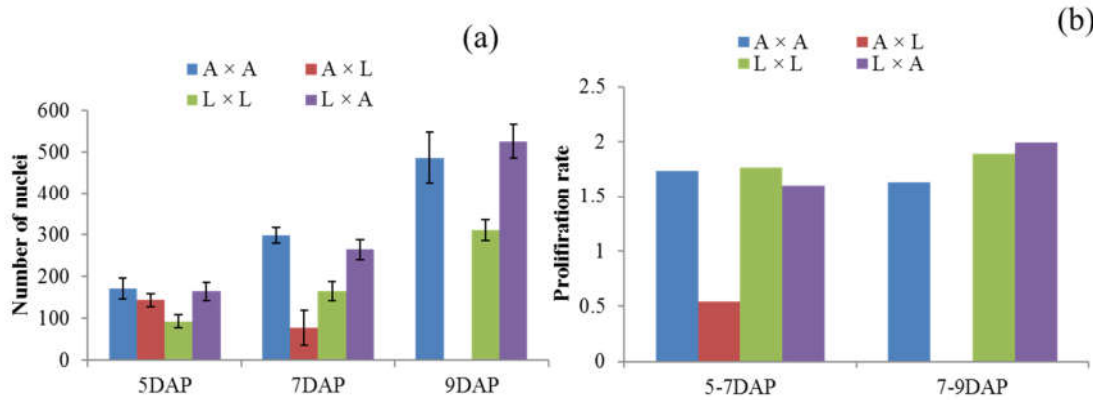 (a)
A × A A × L
L × L L × A
Number of nuclei
600
500
400
300
200
100
0
5DAP 7DAP 9DAP
(b)
A × A A × L
L × L L × A
Prolifiration rate
2.5
2
1.5
1
0.5
0
5-7DAP 7-9DAP